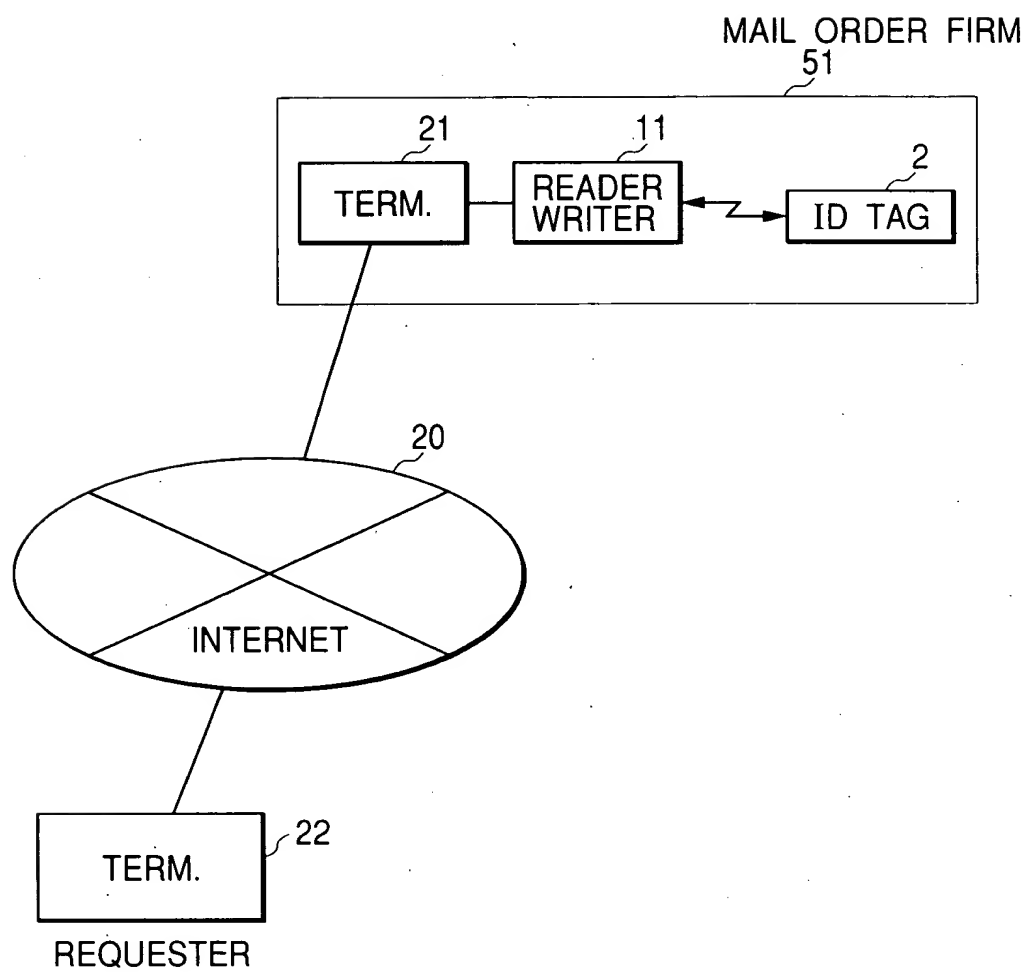 MAIL ORDER FIRM
51
21
11
2
TERM.
READER
WRITER
ID TAG
20
INTERNET
22
TERM.
REQUESTER